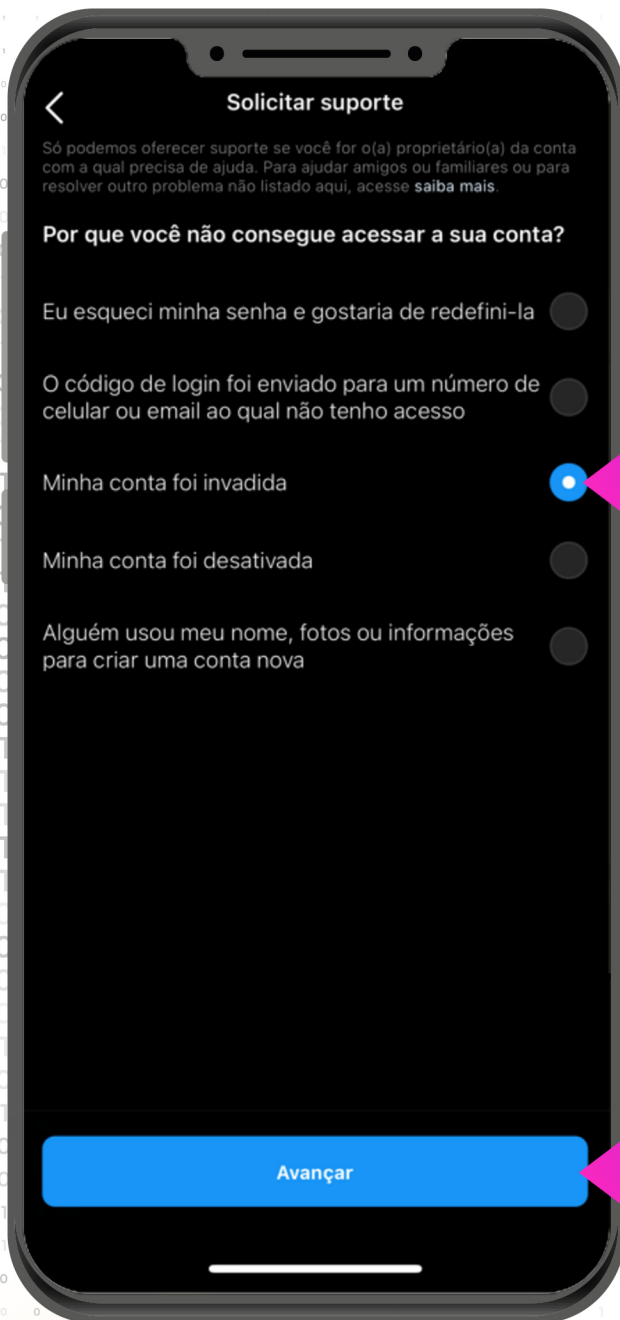 Solicitar suporte
Só podemos oferecer suporte se você for o(a) proprietário(a) da conta
com a qual precisa de ajuda. Para ajudar amigos ou familiares ou para
resolver outro problema não listado aqui, acesse saiba mais.
Por que você não consegue acessar a sua conta?
Eu esqueci minha senha e gostaria de redefini-la
O código de login foi enviado para um número de
celular ou email ao qual não tenho acesso
Minha conta foi invadida
Minha conta foi desativada
Alguém usou meu nome, fotos ou informações
para criar uma conta nova
Avançar